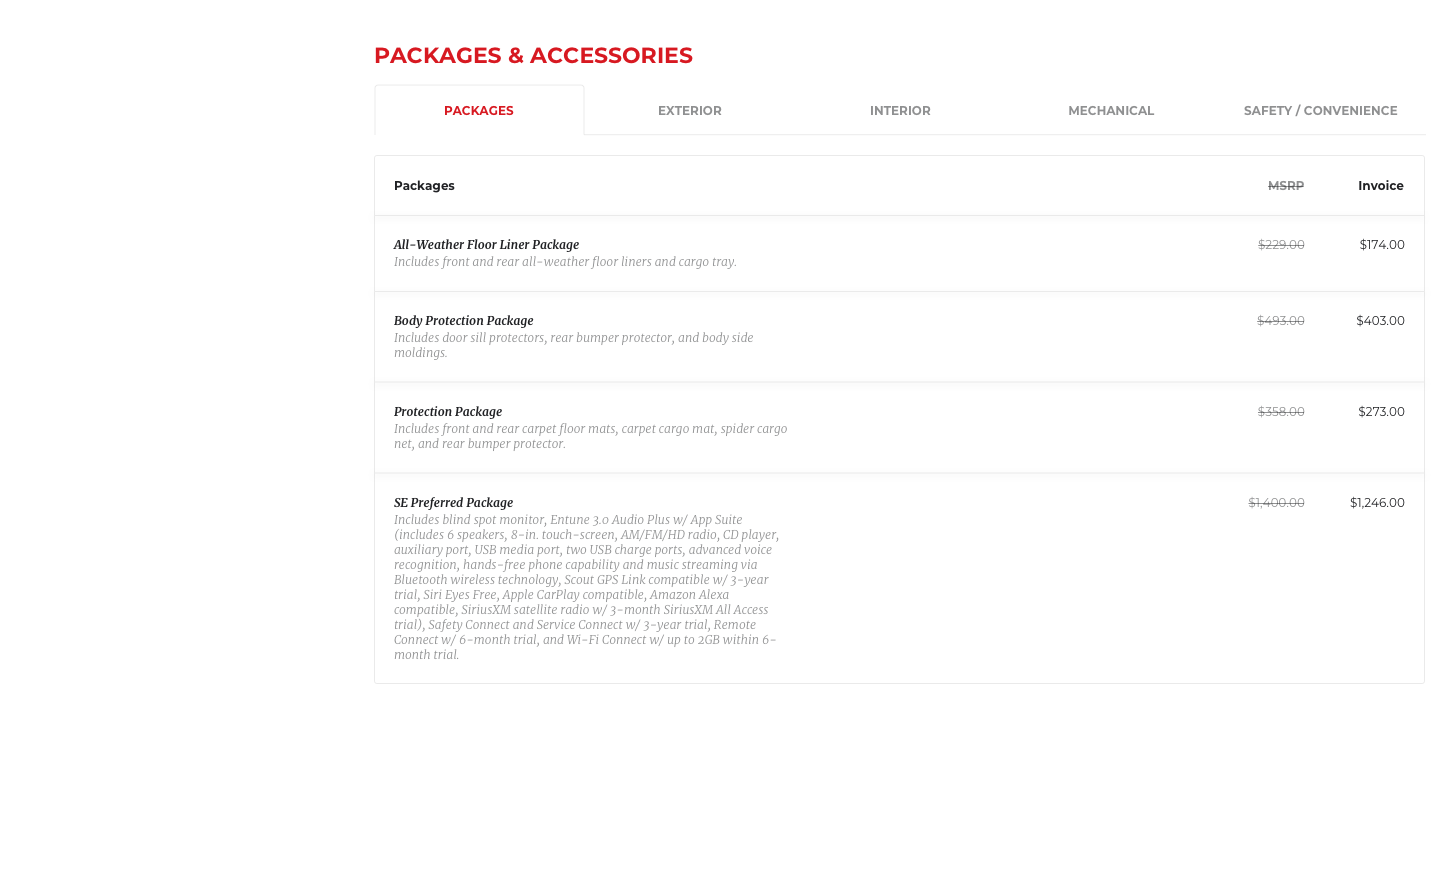 PACKAGES & ACCESSORIES
PACKAGES EXTERIOR INTERIOR MECHANICAL SAFETY / CONVENIENCE
Packages MSRP Invoice
All-Weather Floor Liner Package $229.00 $174.00
Includes front and rear all-weather floor liners and cargo tray.
Body Protection Package $493.00 $403.00
Includes door sill protectors, rear bumper protector, and body side
moldings.
Protection Package $358.00 $273.00
Includes front and rear carpet floor mats, carpet cargo mat, spider cargo
net, and rear bumper protector.
SE Preferred Package $1,400.00 $1,246.00
Includes blind spot monitor, Entune 3.0 Audio Plus w/ App Suite
(includes 6 speakers, 8-in. touch-screen, AM/FM/HD radio, CD player,
auxiliary port, USB media port, two USB charge ports, advanced voice
recognition, hands-free phone capability and music streaming via
Bluetooth wireless technology, Scout GPS Link compatible w/ 3-year
trial, Siri Eyes Free, Apple CarPlay compatible, Amazon Alexa
compatible, SiriusXM satellite radio w/ 3-month SiriusXM All Access
trial), Safety Connect and Service Connect w/ 3-year trial, Remote
Connect w/ 6-month trial, and Wi-Fi Connect w/ up to 2GB within 6-
month trial.